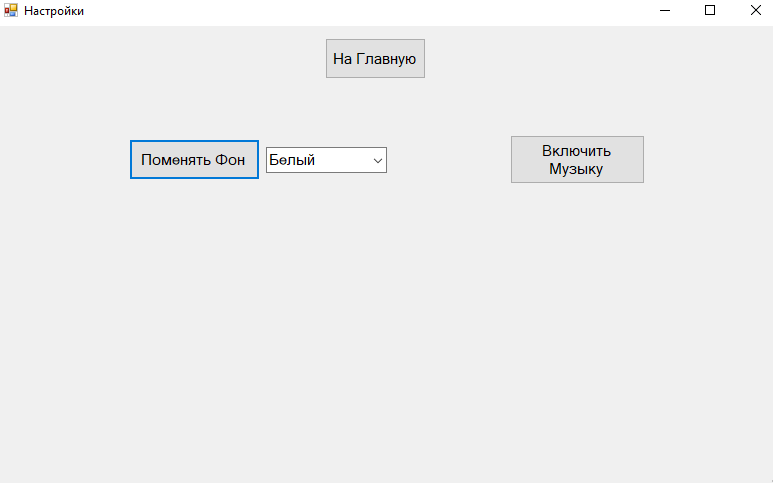 Настройки
На Главную
Поменять Фон
Белый
Включить
Музыку